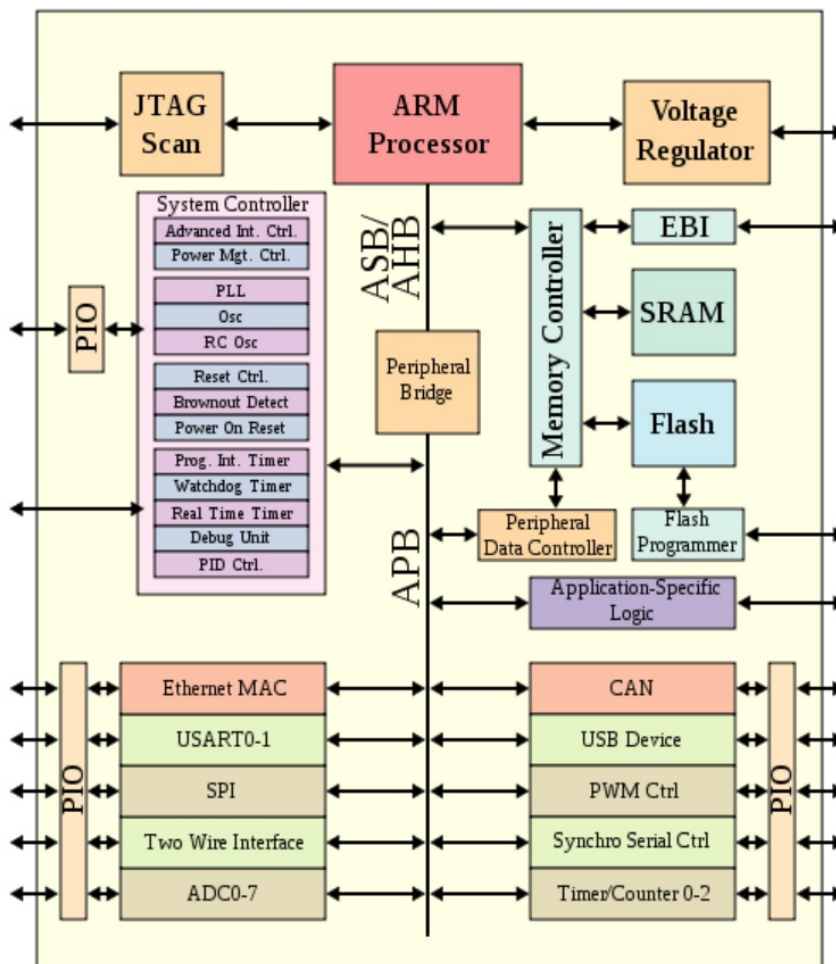 JTAG
Scan
ARM
Processor
Voltage
Regulator
System Controller
Advanced Int. Ctrl.
Power Mgt. Ctrl.
PLL
Osc
RC Osc
Reset Ctrl.
Brownout Detect
Power On Reset
Prog. Int. Timer
Watchdog Timer
Real Time Timer
Debug Unit
PID Ctrl.
PIO
ASB/
AHB
Peripheral
Bridge
APB
Memory Controller
EBI
SRAM
Flash
Peripheral
Data Controller
Flash
Programmer
Application-Specific
Logic
PIO
Ethernet MAC
USART0-1
SPI
Two Wire Interface
ADC0-7
CAN
USB Device
PWM Ctrl
Synchro Serial Ctrl
Timer/Counter 0-2
PIO